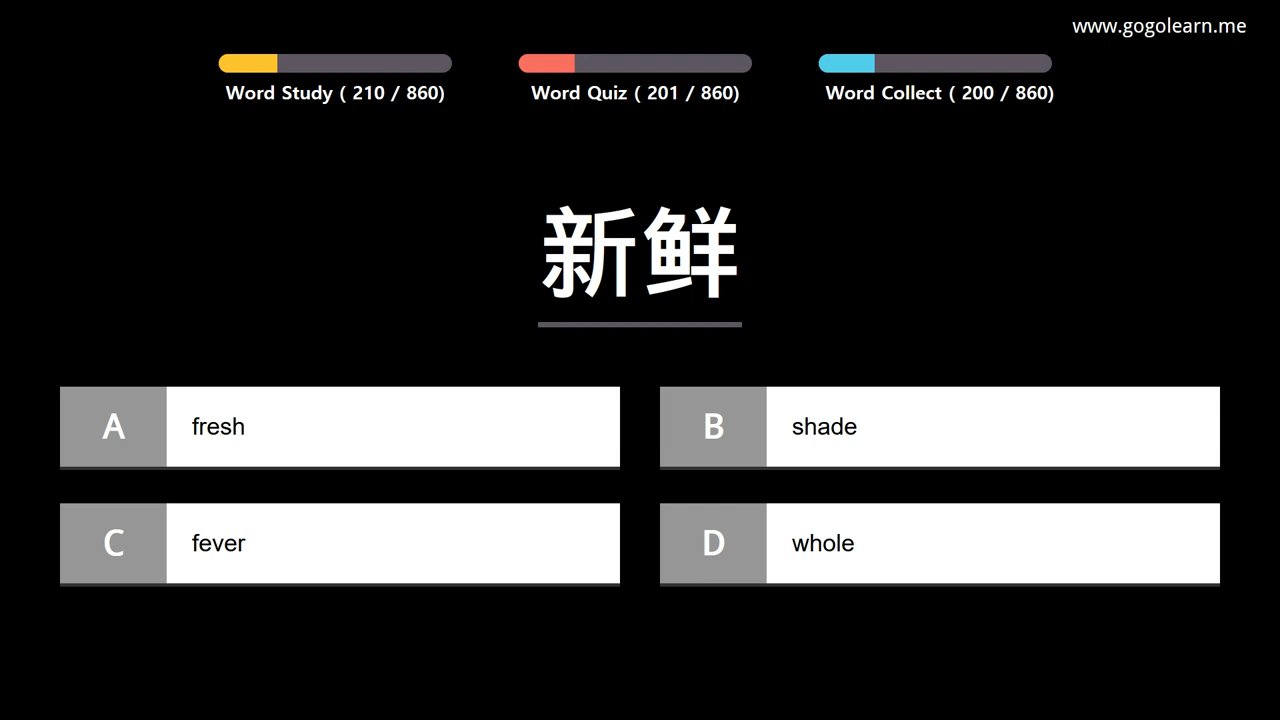 www.gogolearn.me
Word Study ( 210 / 860)
Word Quiz ( 201 / 860)
Word Collect ( 200 / 860)
新鲜
A fresh
B shade
C fever
D whole